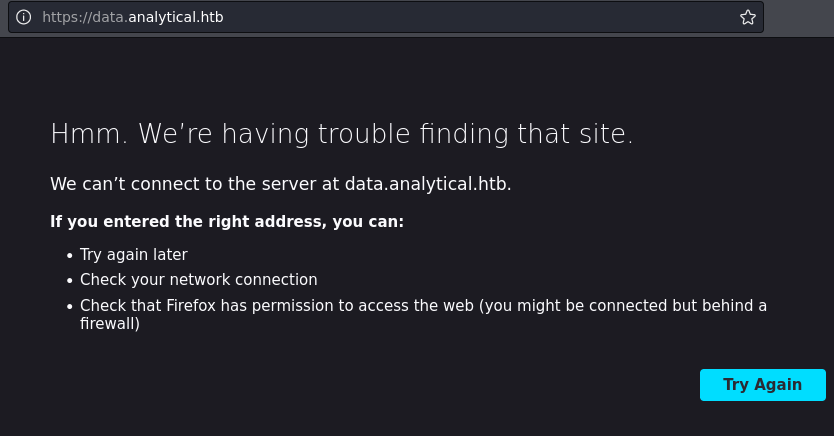 https://data.analytical.htb
Hmm. We’re having trouble finding that site.
We can’t connect to the server at data.analytical.htb.
If you entered the right address, you can:
• Try again later
• Check your network connection
• Check that Firefox has permission to access the web (you might be connected but behind a
firewall)
Try Again